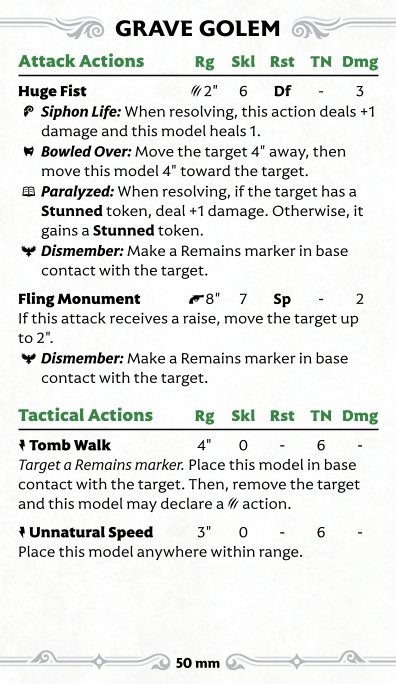 GRAVE GOLEM
Attack Actions Rg Skl Rst TN Dmg
Huge Fist 2" 6 Df - 3
Siphon Life: When resolving, this action deals +1
damage and this model heals 1.
Bowled Over: Move the target 4" away, then
move this model 4" toward the target.
Paralyzed: When resolving, if the target has a
Stunned token, deal +1 damage. Otherwise, it
gains a Stunned token.
Dismember: Make a Remains marker in base
contact with the target.
Fling Monument 8" 7 Sp - 2
If this attack receives a raise, move the target up
to 2".
Dismember: Make a Remains marker in base
contact with the target.
Tactical Actions Rg Skl Rst TN Dmg
Tomb Walk 4" 0 - 6 -
Target a Remains marker. Place this model in base
contact with the target. Then, remove the target
and this model may declare a action.
Unnatural Speed 3" 0 - 6 -
Place this model anywhere within range.
50 mm